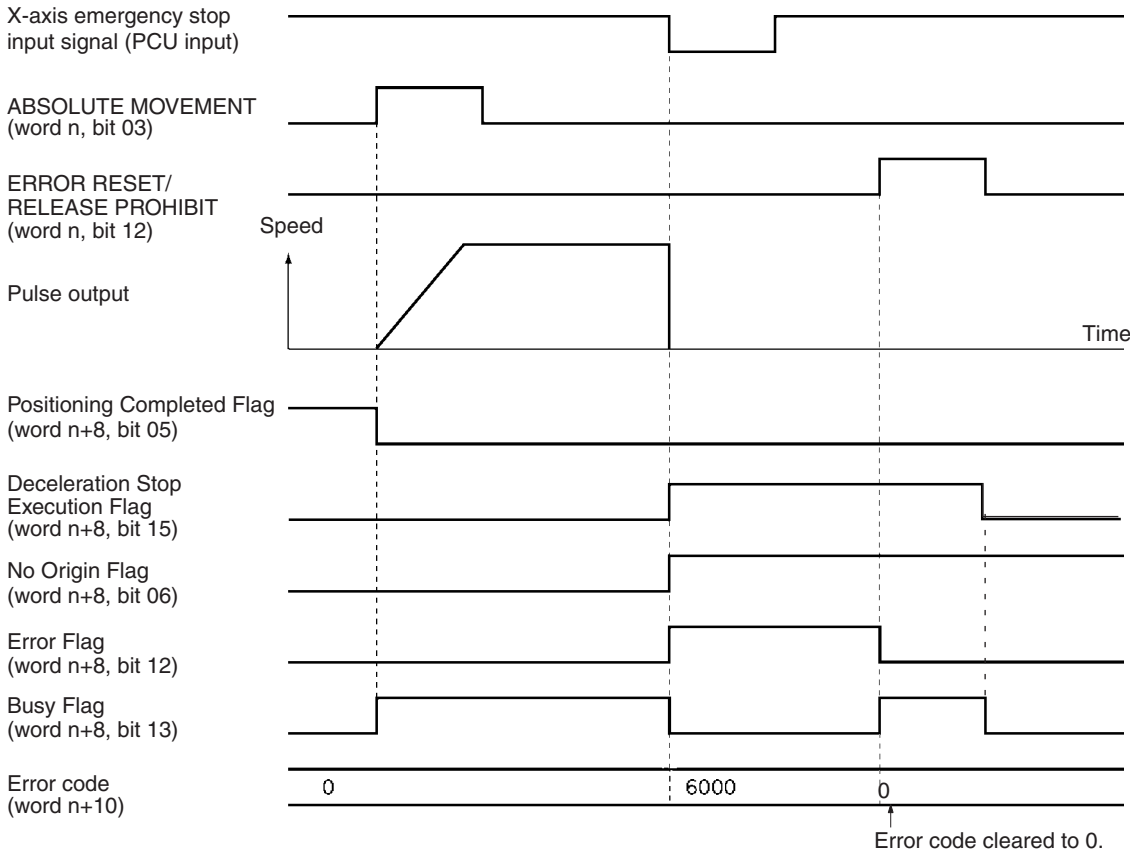 X-axis emergency stop
input signal (PCU input)
ABSOLUTE MOVEMENT
(word n, bit 03)
ERROR RESET/
RELEASE PROHIBIT
(word n, bit 12)
Speed
Pulse output
Time
Positioning Completed Flag
(word n+8, bit 05)
Deceleration Stop
Execution Flag
(word n+8, bit 15)
No Origin Flag
(word n+8, bit 06)
Error Flag
(word n+8, bit 12)
Busy Flag
(word n+8, bit 13)
Error code
(word n+10)
0 6000 0
Error code cleared to 0.